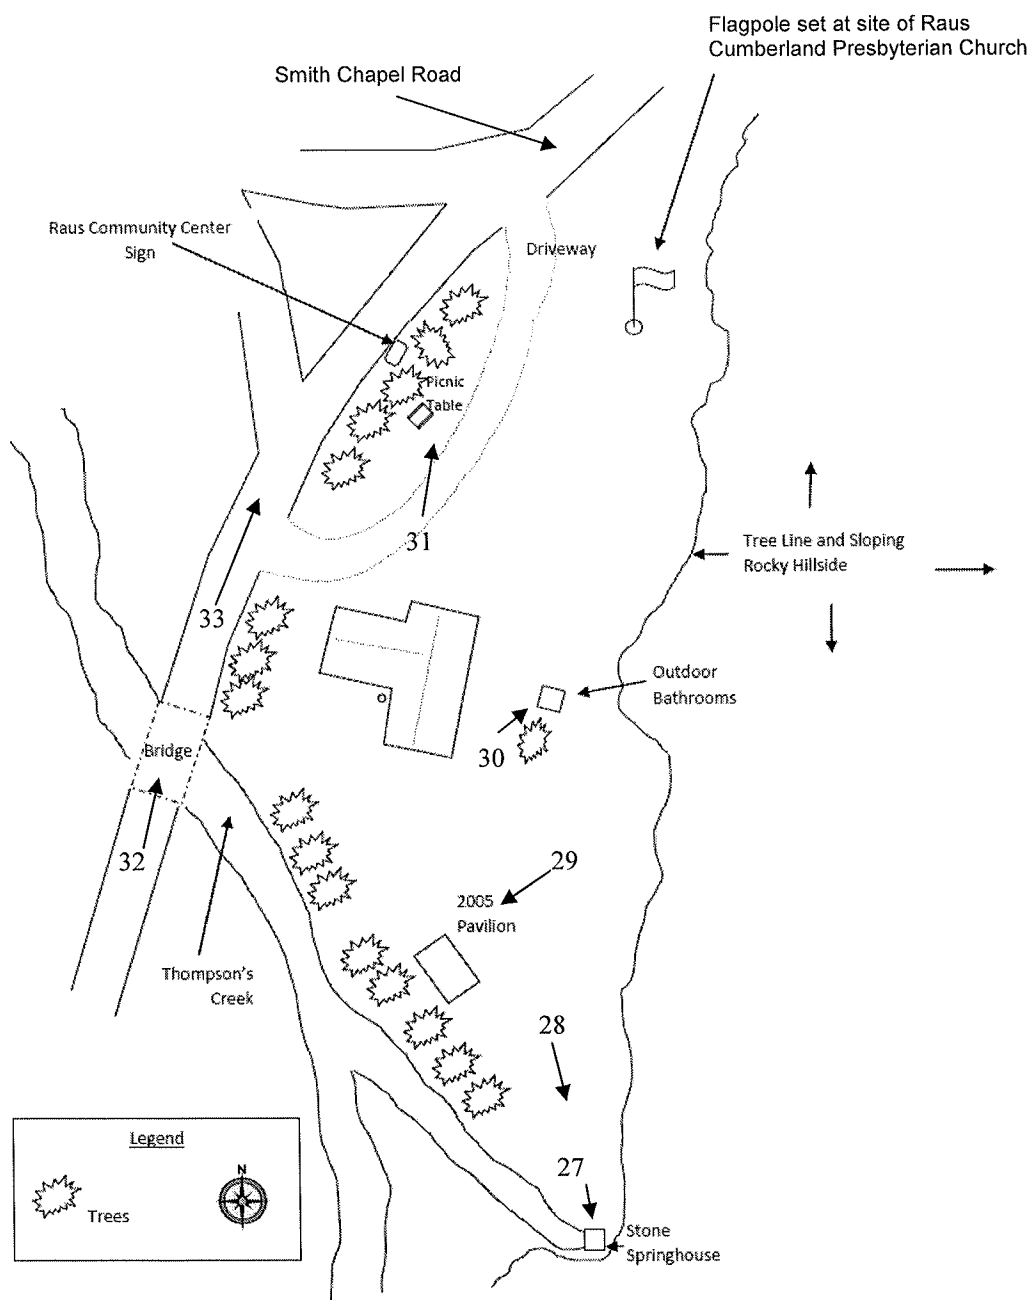 Flagpole set at site of Raus
Cumberland Presbyterian Church
Smith Chapel Road
Raus Community Center
Sign
Driveway
Picnic
Table
31
33
Tree Line and Sloping
Rocky Hillside
Outdoor
Bathrooms
30
Bridge
32
29
2005
Pavilion
Thompson's
Creek
28
27
Stone
Springhouse
Legend
N
Trees